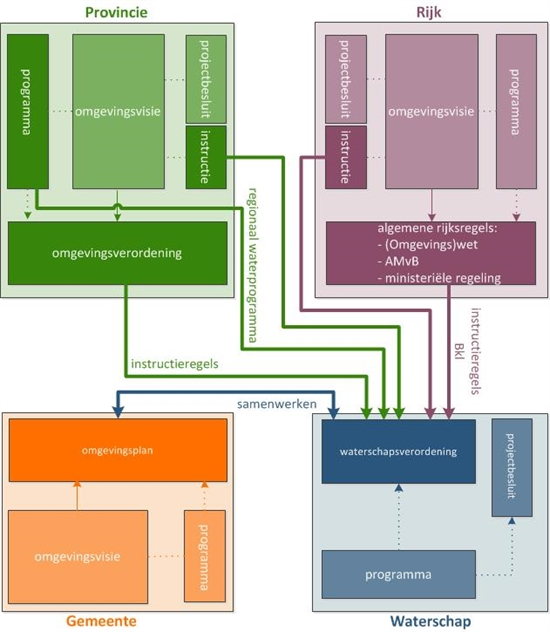 Provincie
programma
omgevingsvisie
projectbesluit
instructie
omgevingsverordening
regionaal waterprogramma
instructieregels
Rijk
projectbesluit
instructie
omgevingsvisie
programma
algemene rijksregels:
- (Omgevings)wet
- AMvB
- ministeriële regeling
instructieregels
Bkl
samenwerken
omgevingsplan
omgevingsvisie
programma
Gemeente
waterschapsverordening
projectbesluit
programma
Waterschap